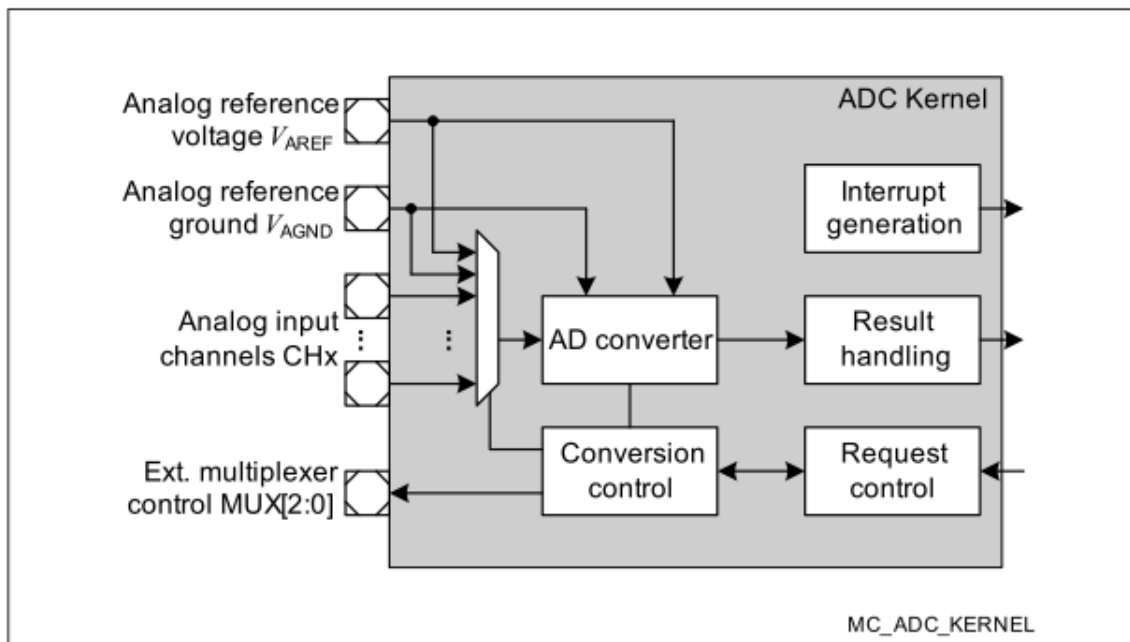 ADC Kernel
Analog reference
voltage VAREF
Analog reference
ground VAGND
Interrupt
generation
Analog input
channels CHx
AD converter
Result
handling
Ext. multiplexer
control MUX[2:0]
Conversion
control
Request
control
MC_ADC_KERNEL